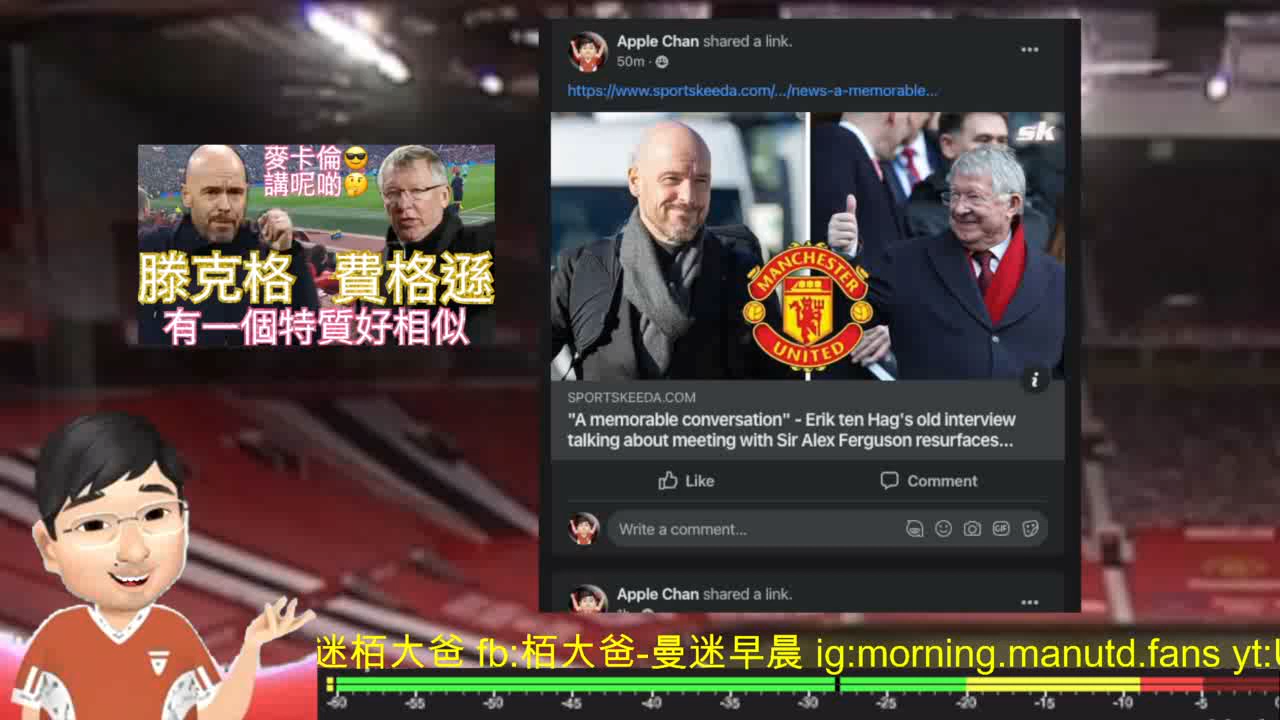 麥卡倫😎
講呢啲🤔
滕克格 費格遜
有一個特質好相似
Apple Chan shared a link.
50m
https://www.sportskeeda.com/.../news-a-memorable...
sk
MANCHESTER
UNITED
SPORTSKEEDA.COM
"A memorable conversation" - Erik ten Hag's old interview
talking about meeting with Sir Alex Ferguson resurfaces...
Like Comment
Write a comment...
GIF
Apple Chan shared a link.
迷栢大爸 fb:栢大爸-曼迷早晨 ig:morning.manutd.fans yt:
-60 -55 -50 -45 -40 -35 -30 -25 -20 -15 -10 -5